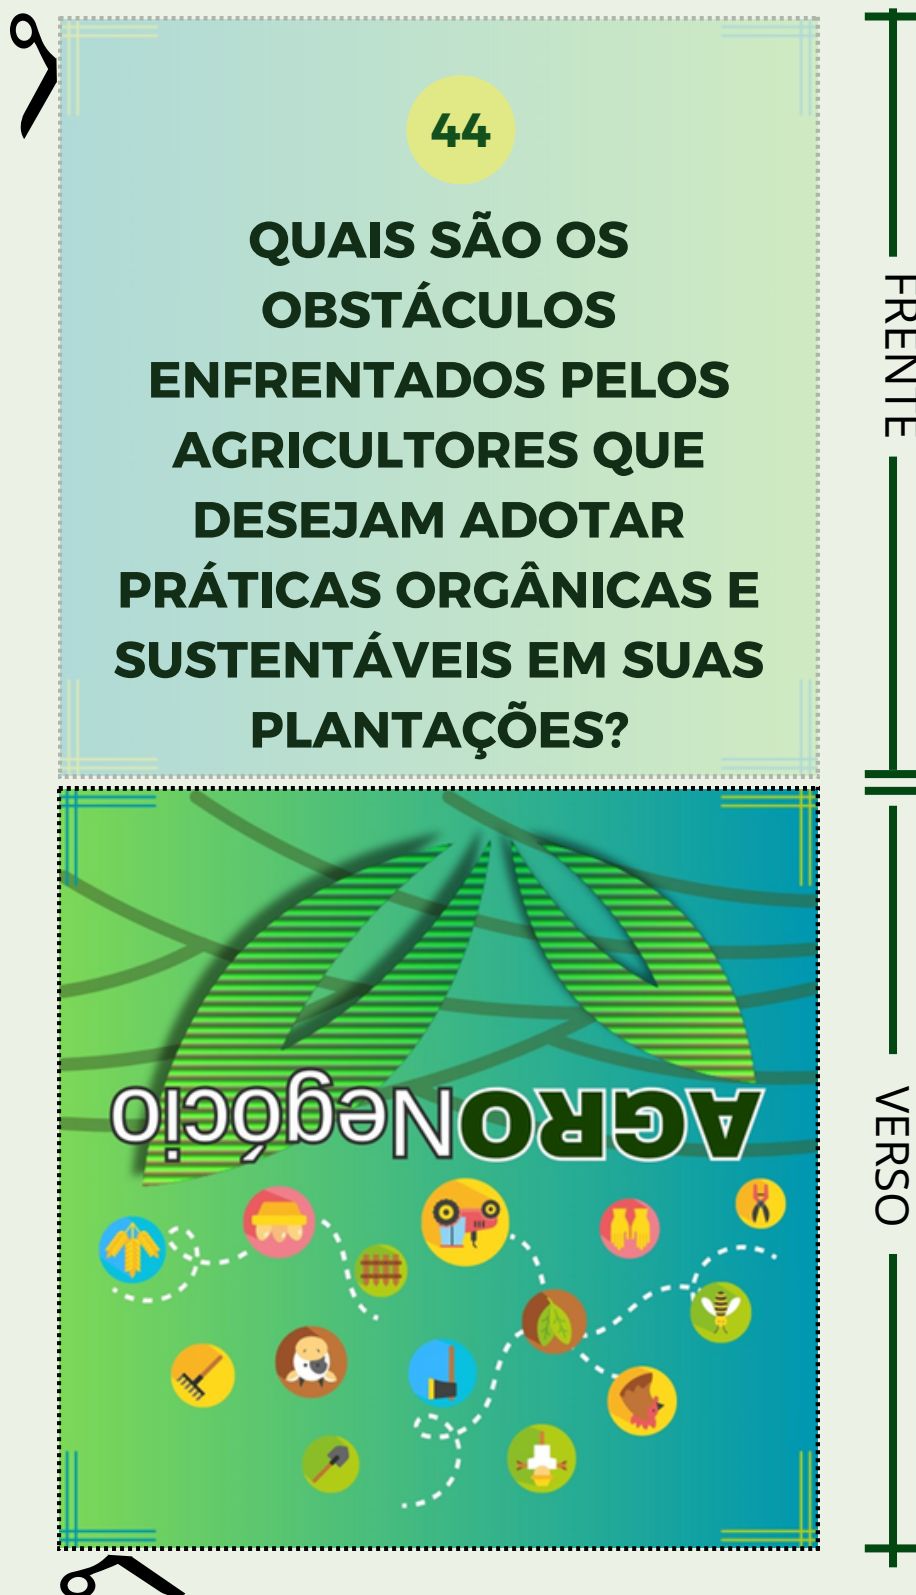 44
QUAIS SÃO OS
OBSTÁCULOS
ENFRENTADOS PELOS
AGRICULTORES QUE
DESEJAM ADOTAR
PRÁTICAS ORGÂNICAS E
SUSTENTÁVEIS EM SUAS
PLANTAÇÕES?
FRENTE
AGRONegócio
VERSO